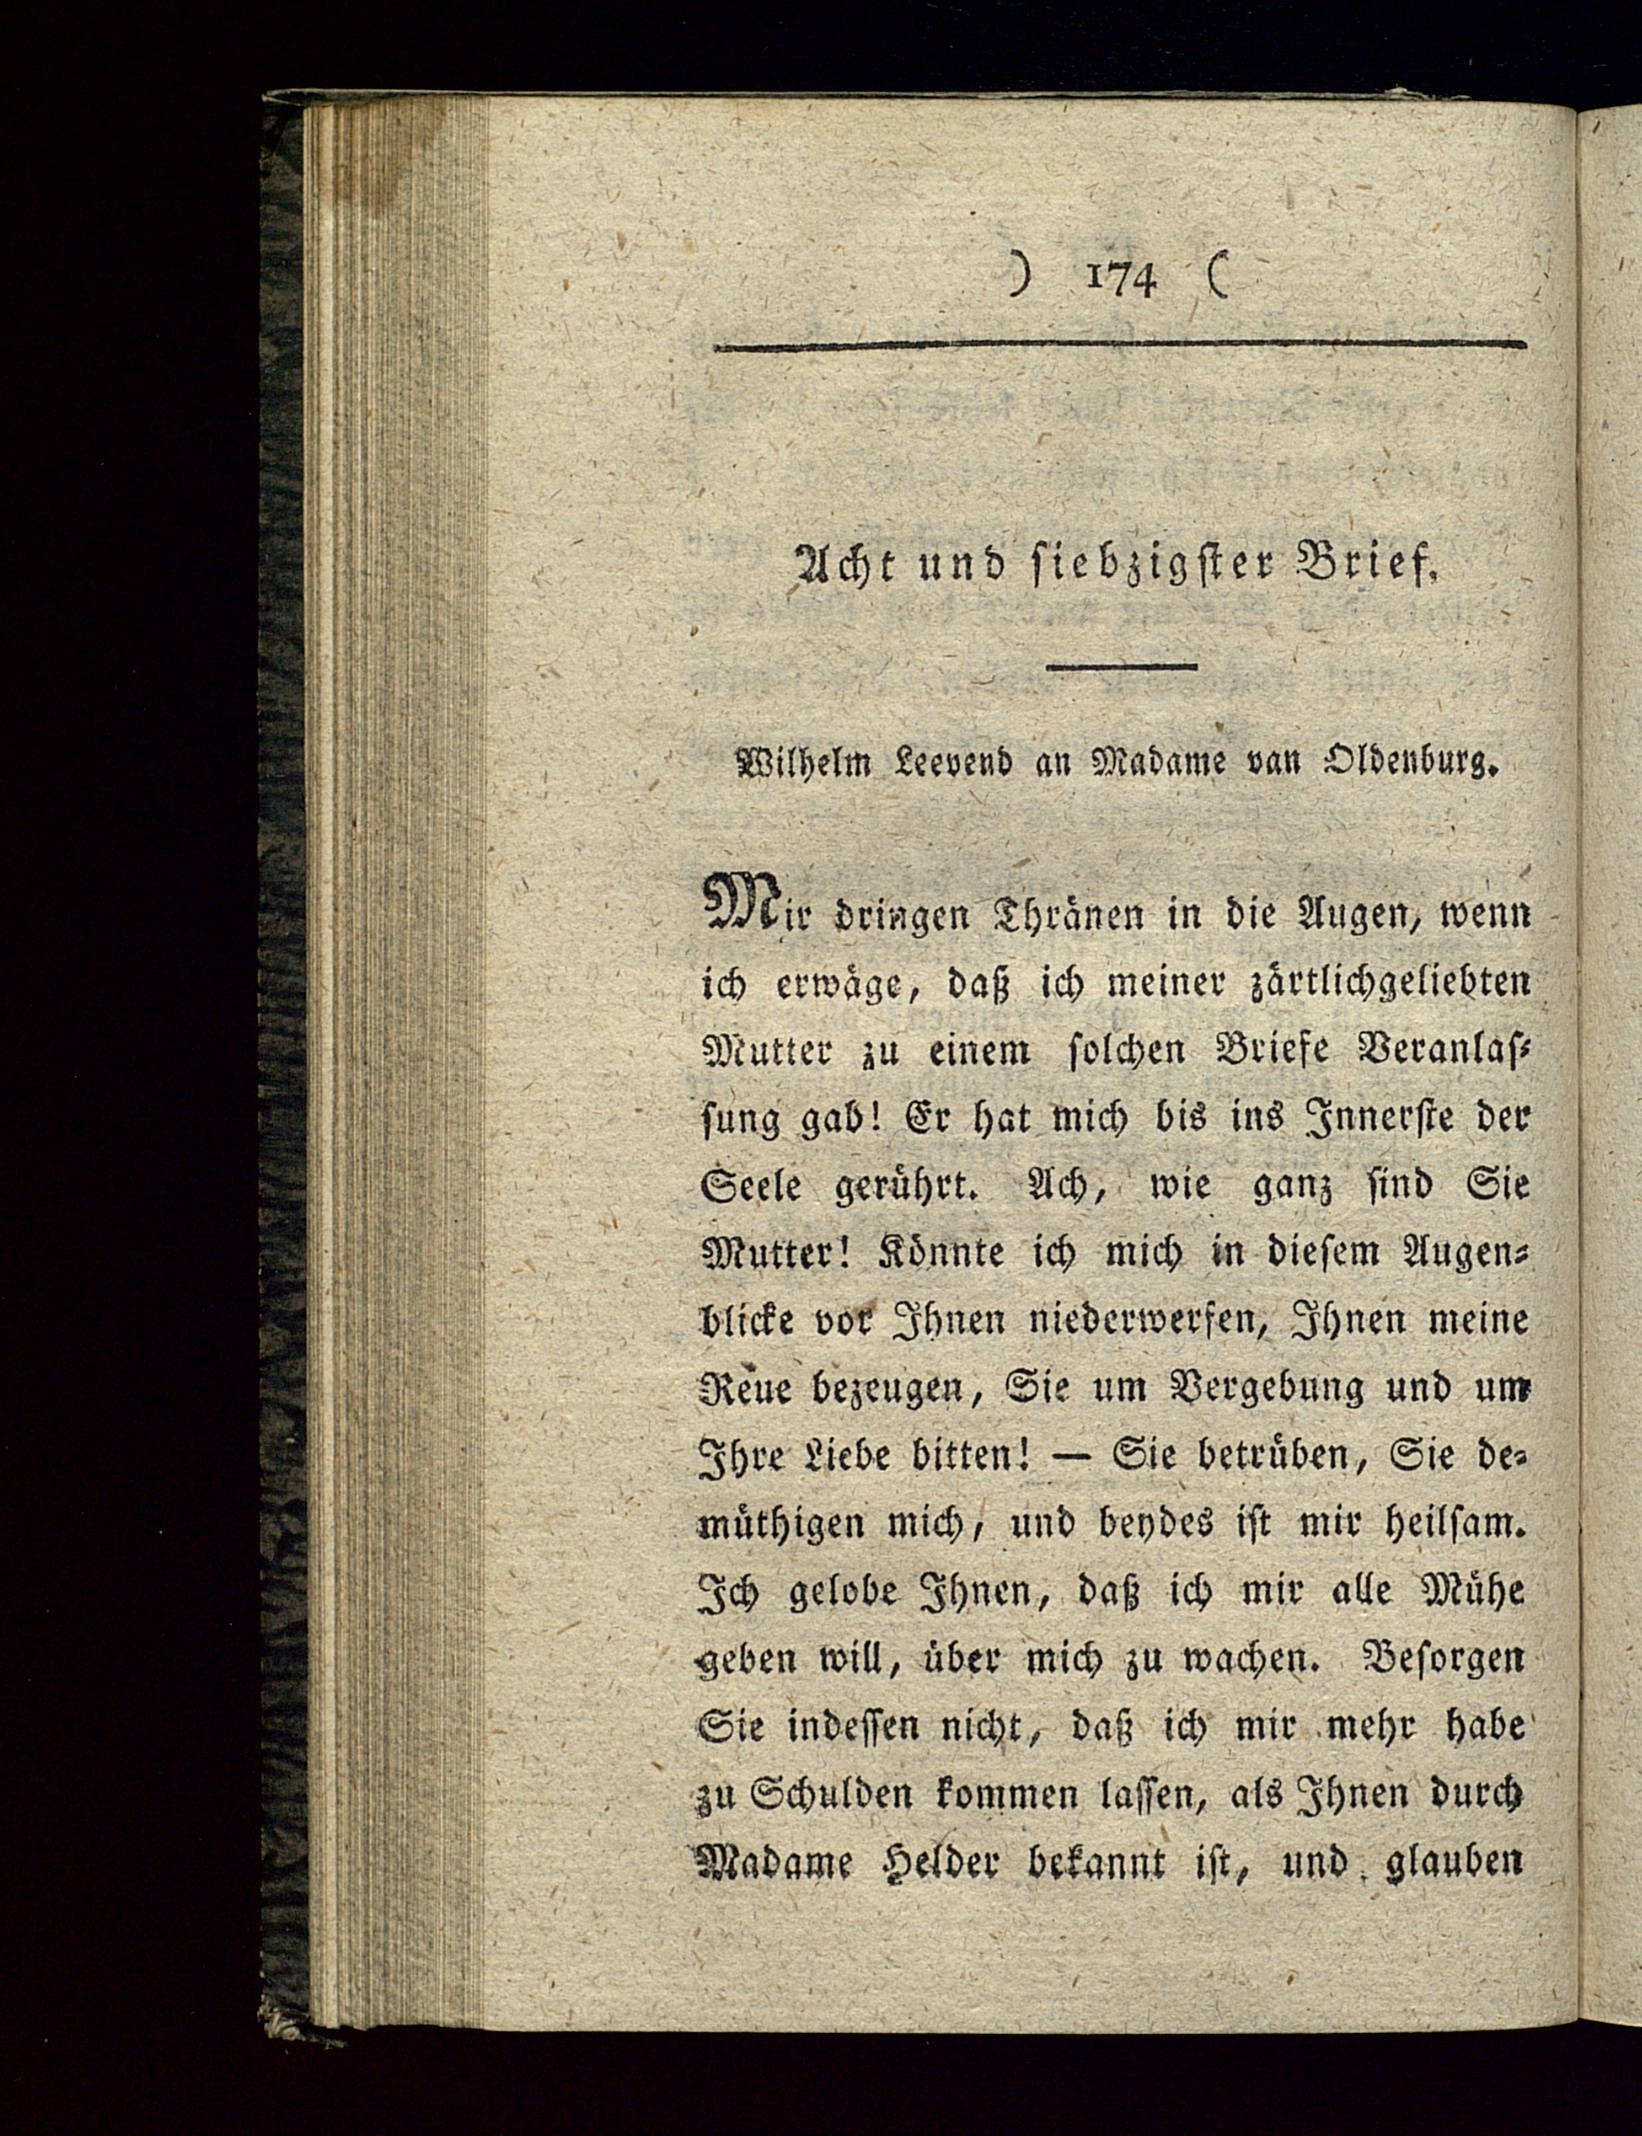 ) 174 (
Acht und siebzigster Brief.
Wilhelm Leevend an Madame van Oldenburg.
Mir dringen Thränen in die Augen, wenn
ich erwäge, daß ich meiner zärtlichgeliebten
Mutter zu einem solchen Briefe Veranlas-
sung gab! Er hat mich bis ins Innerste der
Seele gerührt. Ach, wie ganz sind Sie
Mutter! Könnte ich mich in diesem Augen-
blicke vor Ihnen niederwerfen, Ihnen meine
Reue bezeugen, Sie um Vergebung und um
Ihre Liebe bitten! — Sie betrüben, Sie de-
müthigen mich, und beydes ist mir heilsam.
Ich gelobe Ihnen, daß ich mir alle Mühe
geben will, über mich zu wachen. Besorgen
Sie indessen nicht, daß ich mir mehr habe
zu Schulden kommen lassen, als Ihnen durch
Madame Helder bekannt ist, und glauben